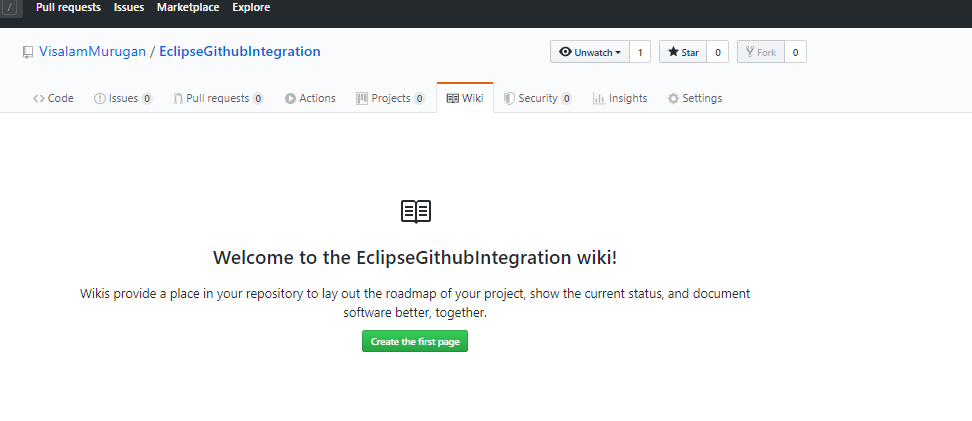 / Pull requests Issues Marketplace Explore
VisalamMurugan / EclipseGithubIntegration Unwatch 1 Star 0 Fork 0
Code Issues 0 Pull requests 0 Actions Projects 0 Wiki Security 0 Insights Settings
Welcome to the EclipseGithubIntegration wiki!
Wikis provide a place in your repository to lay out the roadmap of your project, show the current status, and document
software better, together.
Create the first page